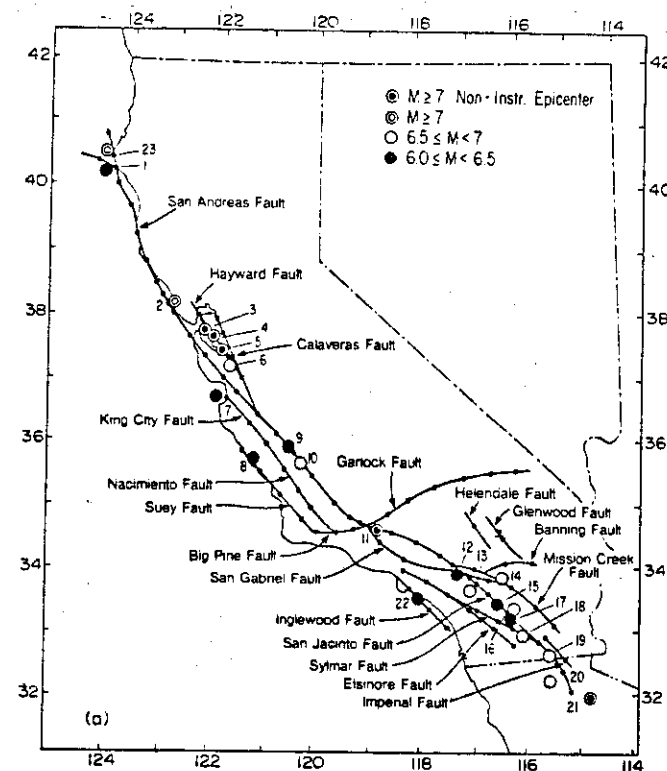 124 122 120 118 116
(a)
42 42
M ≥ 7 Non-Instr. Epicenter
M ≥ 7
6.5 ≤ M < 7
6.0 ≤ M < 6.5
23
1
40 40
San Andreas Fault
Hayward Fault
38 38
2
3
4
5
Calaveras Fault
6
7
King City Fault
9
36 36
8
10
Garlock Fault
Nacimiento Fault
Helendale Fault
Suey Fault
Glenwood Fault
Banning Fault
11
Big Pine Fault
12
13
Mission Creek
Fault
34 34
San Gabriel Fault
14
15
22
17
Inglewood Fault
18
San Jacinto Fault
19
Sylmar Fault
16
Elsinore Fault
20
Imperial Fault
21
32 32
(a)
124 122 120 118 116 114